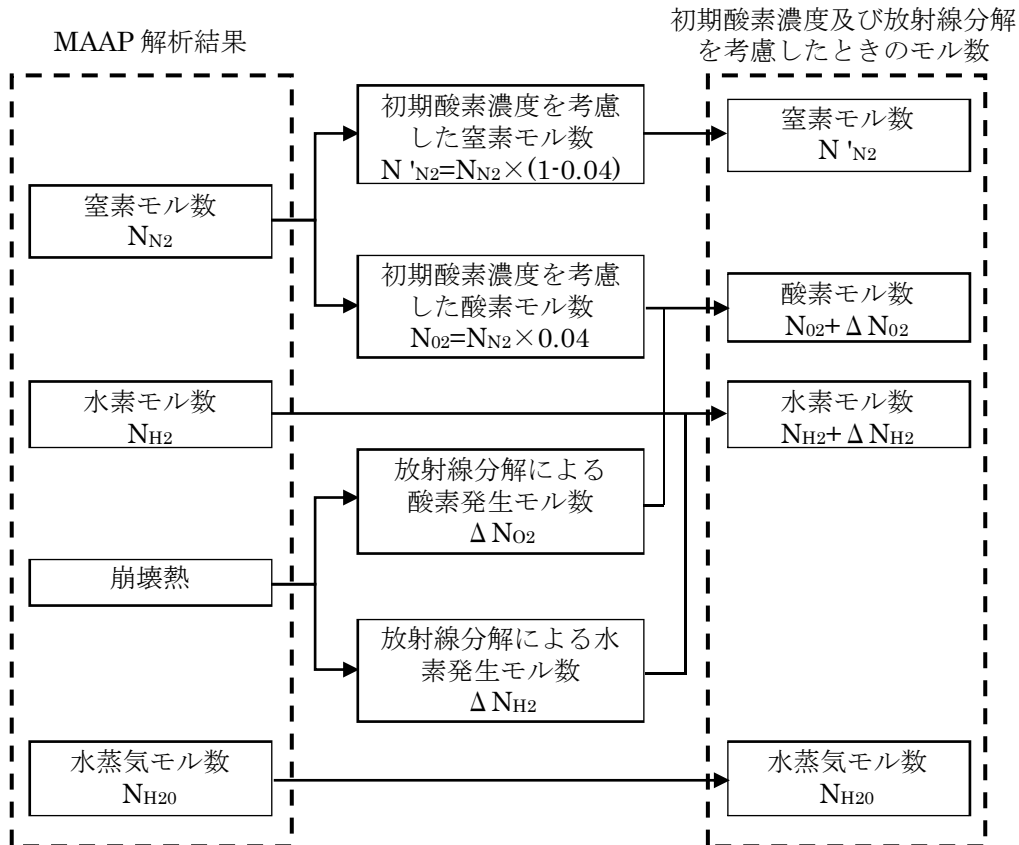 MAAP 解析結果
窒素モル数
NN2
水素モル数
NH2
崩壊熱
水蒸気モル数
NH20
初期酸素濃度を考慮
した窒素モル数
N 'N2=NN2×(1-0.04)
初期酸素濃度を考慮
した酸素モル数
N02=NN2×0.04
放射線分解による
酸素発生モル数
Δ NO2
放射線分解による水
素発生モル数
Δ NH2
初期酸素濃度及び放射線分解
を考慮したときのモル数
窒素モル数
N 'N2
酸素モル数
N02+Δ N02
水素モル数
NH2+Δ NH2
水蒸気モル数
NH20